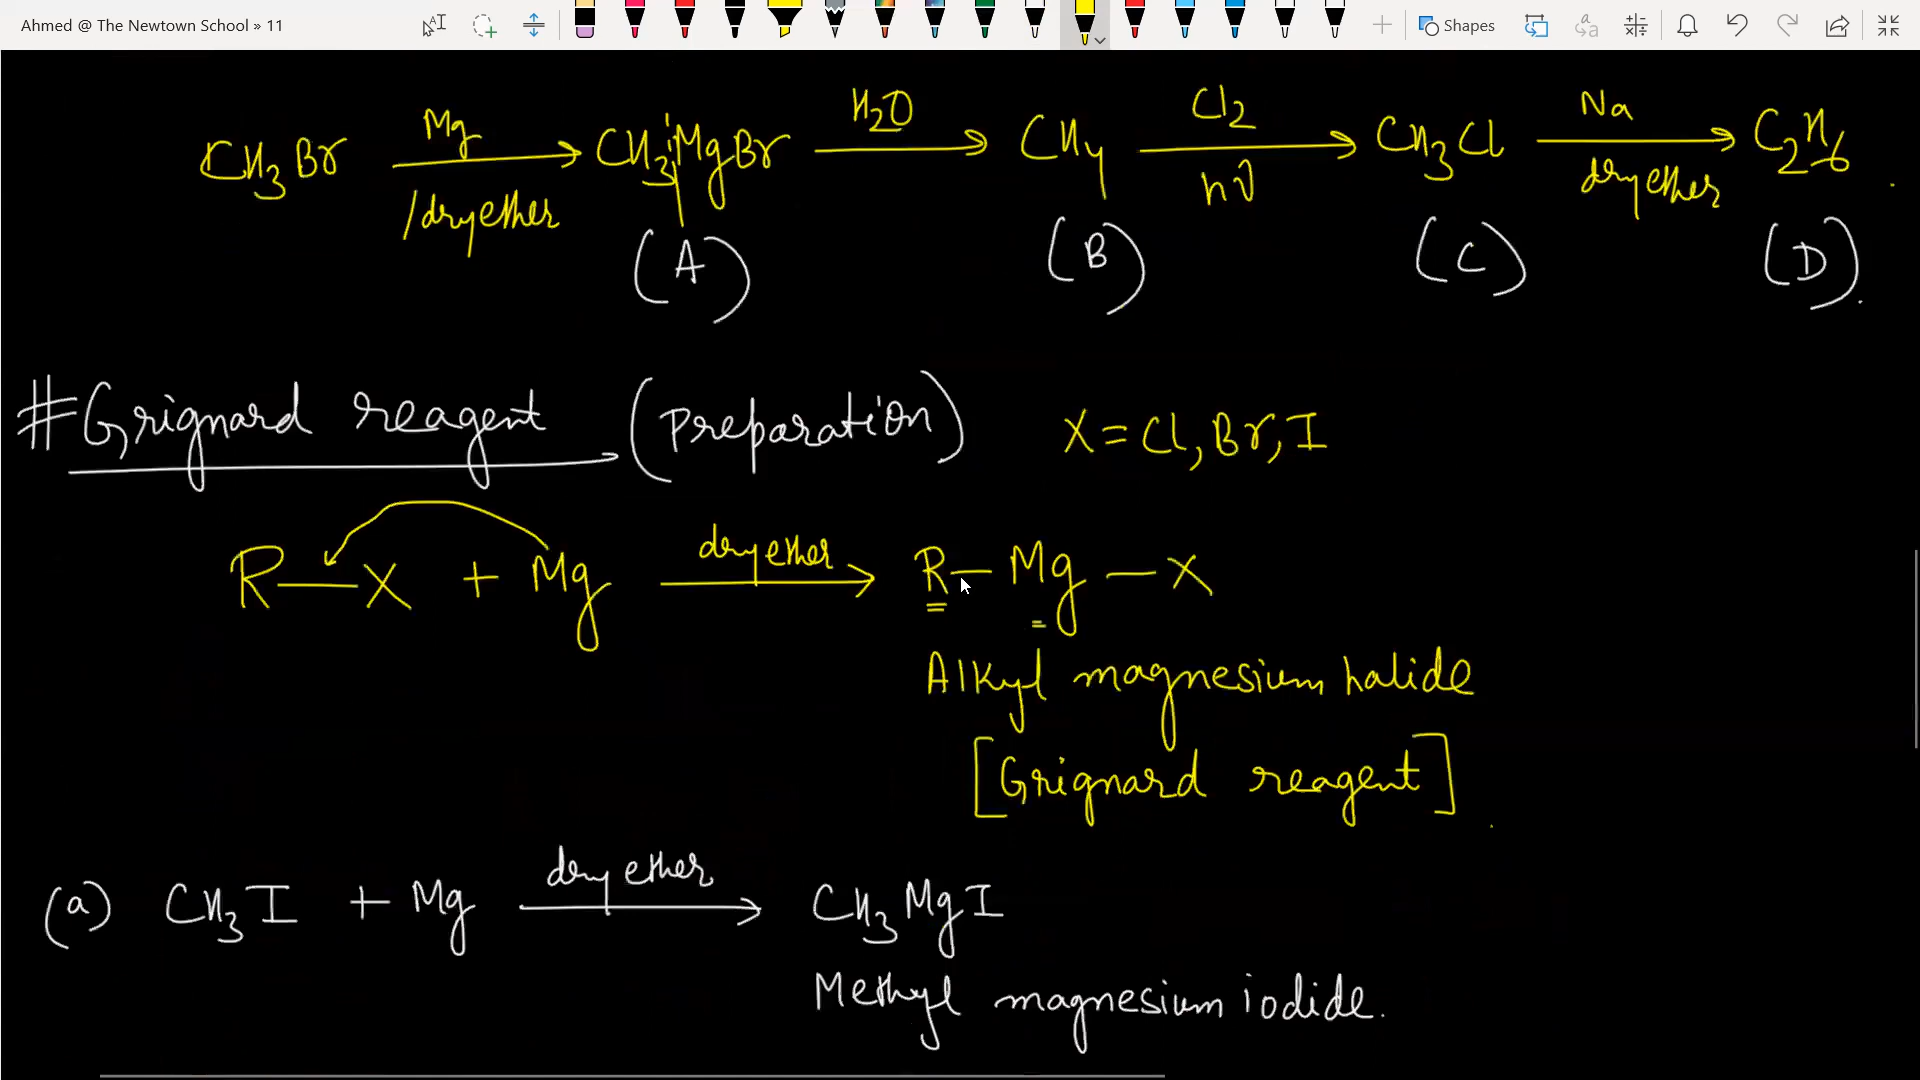 Ahmed @ The Newtown School » 11
Shapes
CH3Br Mg /dry ether → CH3MgBr H2O → CH4 Cl2 hν → CH3Cl Na dry ether → C2H6
(A) (B) (C) (D).
#Grignard reagent (Preparation) X = Cl, Br, I
R—X + Mg dry ether → R—Mg—X
Alkyl magnesium halide
[Grignard reagent]
(a) CH3I + Mg dry ether → CH3MgI
Methyl magnesium iodide.